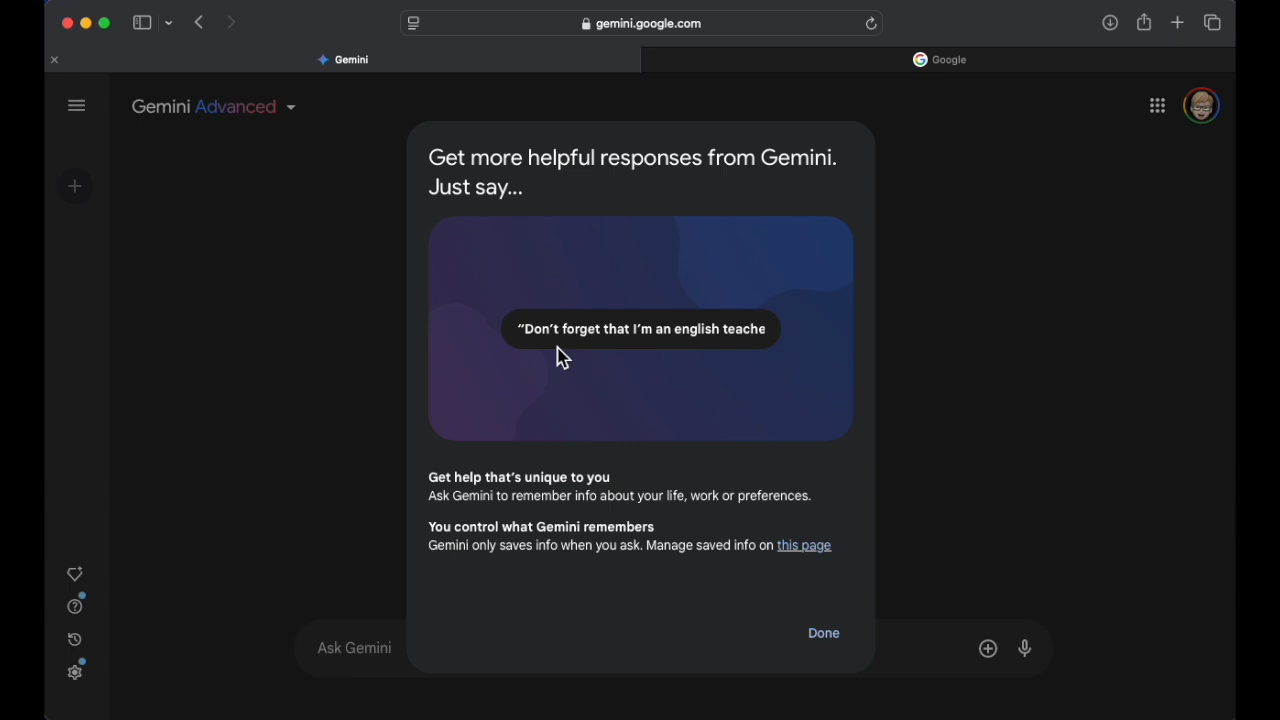 gemini.google.com
Gemini
Google
Gemini Advanced
Get more helpful responses from Gemini.
Just say...
“Don’t forget that I’m an english teache
Get help that’s unique to you
Ask Gemini to remember info about your life, work or preferences.
You control what Gemini remembers
Gemini only saves info when you ask. Manage saved info on this page
Done
Ask Gemini